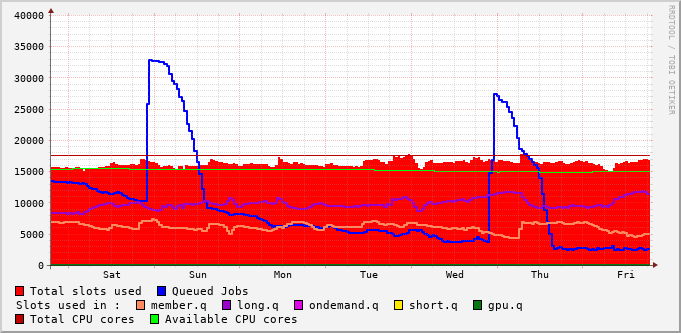 40000
35000
30000
25000
20000
15000
10000
5000
0
Sat Sun Mon Tue Wed Thu Fri
RRDTOOL / TOBI OETIKER
Total slots used Queued Jobs
Slots used in : member.q long.q ondemand.q short.q gpu.q
Total CPU cores Available CPU cores